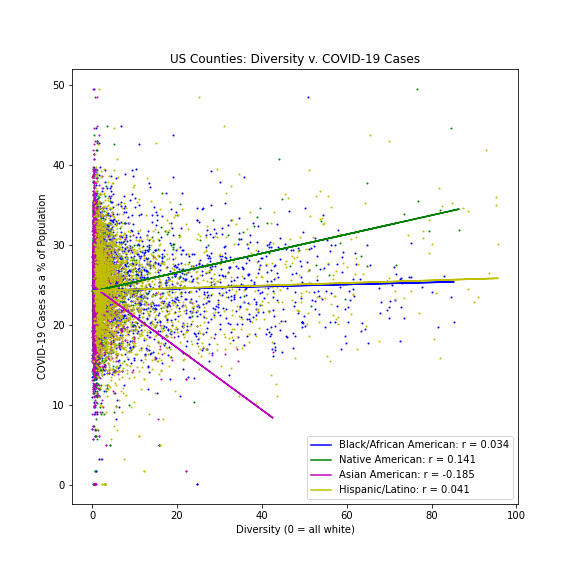 US Counties: Diversity v. COVID-19 Cases
50
40
30
20
10
0
COVID-19 Cases as a % of Population
Black/African American: r = 0.034
Native American: r = 0.141
Asian American: r = -0.185
Hispanic/Latino: r = 0.041
0 20 40 60 80 100
Diversity (0 = all white)